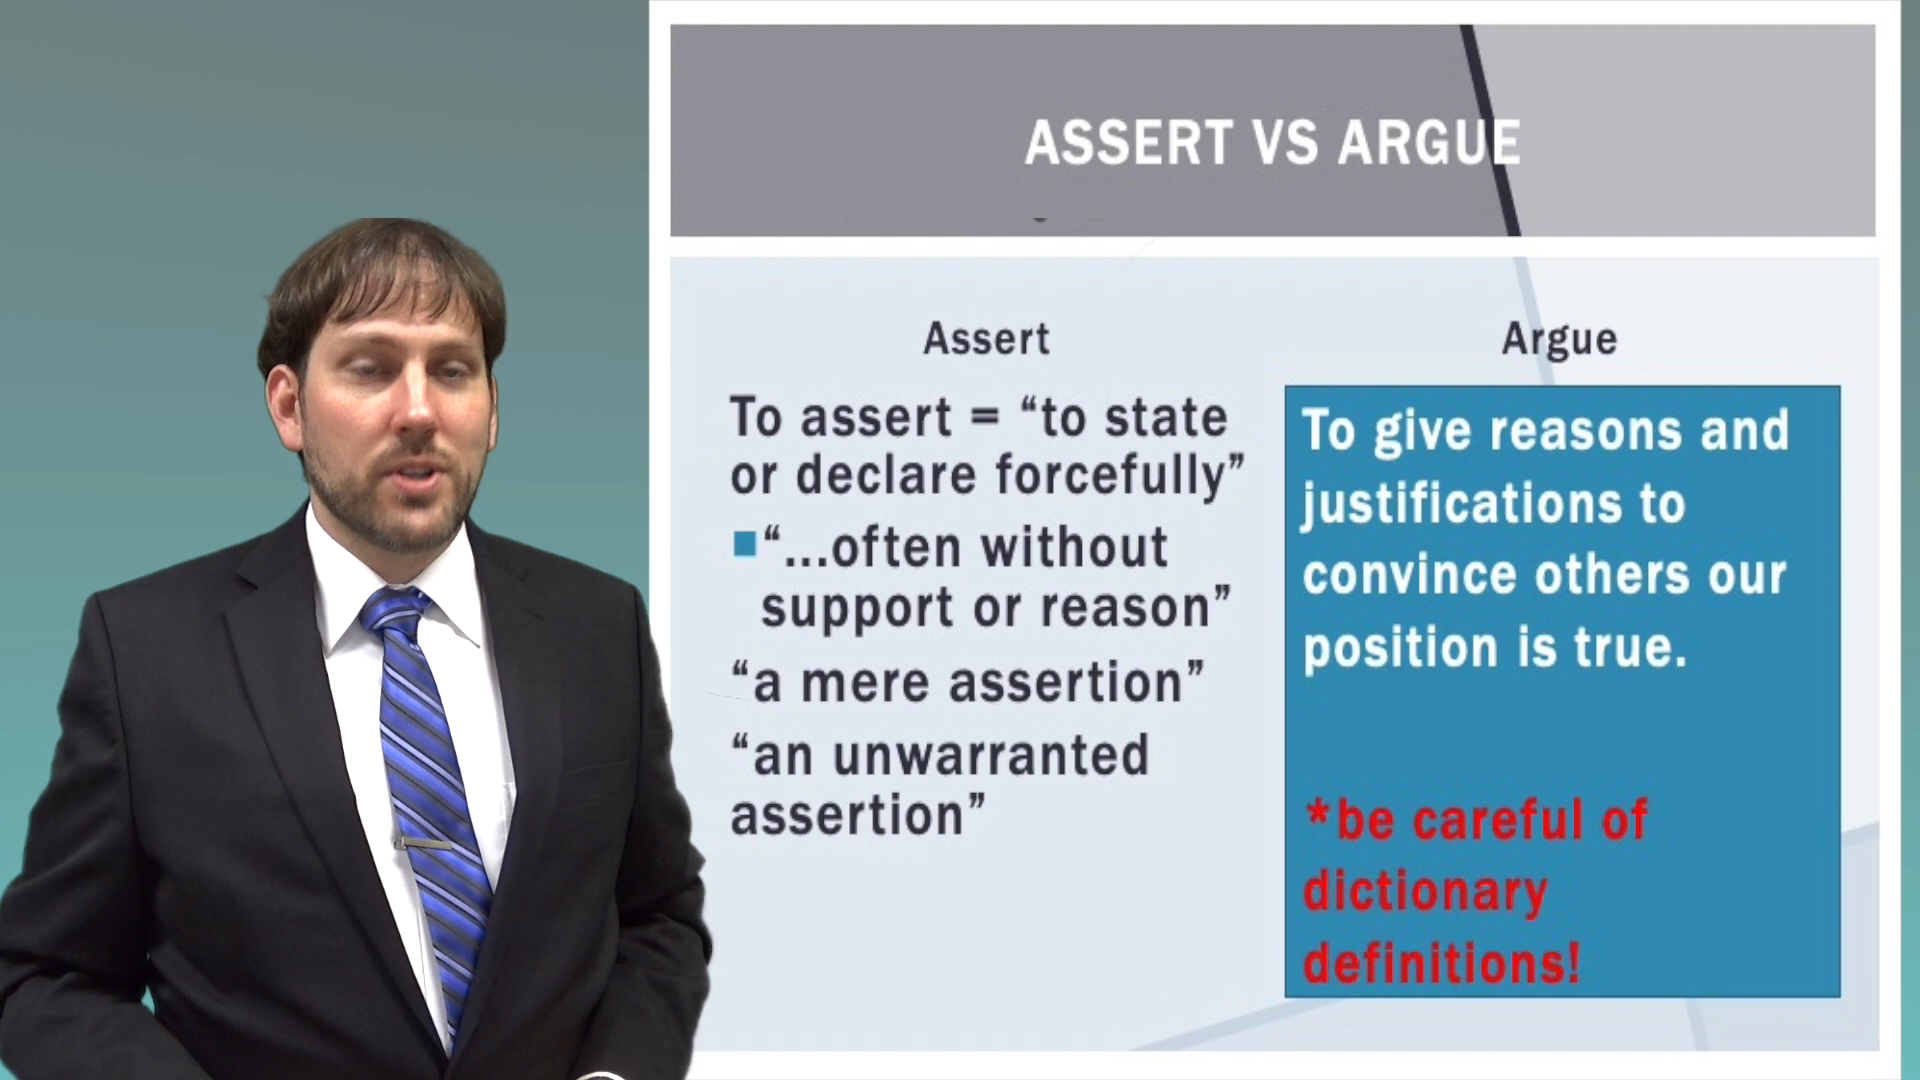 ASSERT VS ARGUE
Assert
To assert = “to state
or declare forcefully”
“...often without
support or reason”
“a mere assertion”
“an unwarranted
assertion”
Argue
To give reasons and
justifications to
convince others our
position is true.
*be careful of
dictionary
definitions!